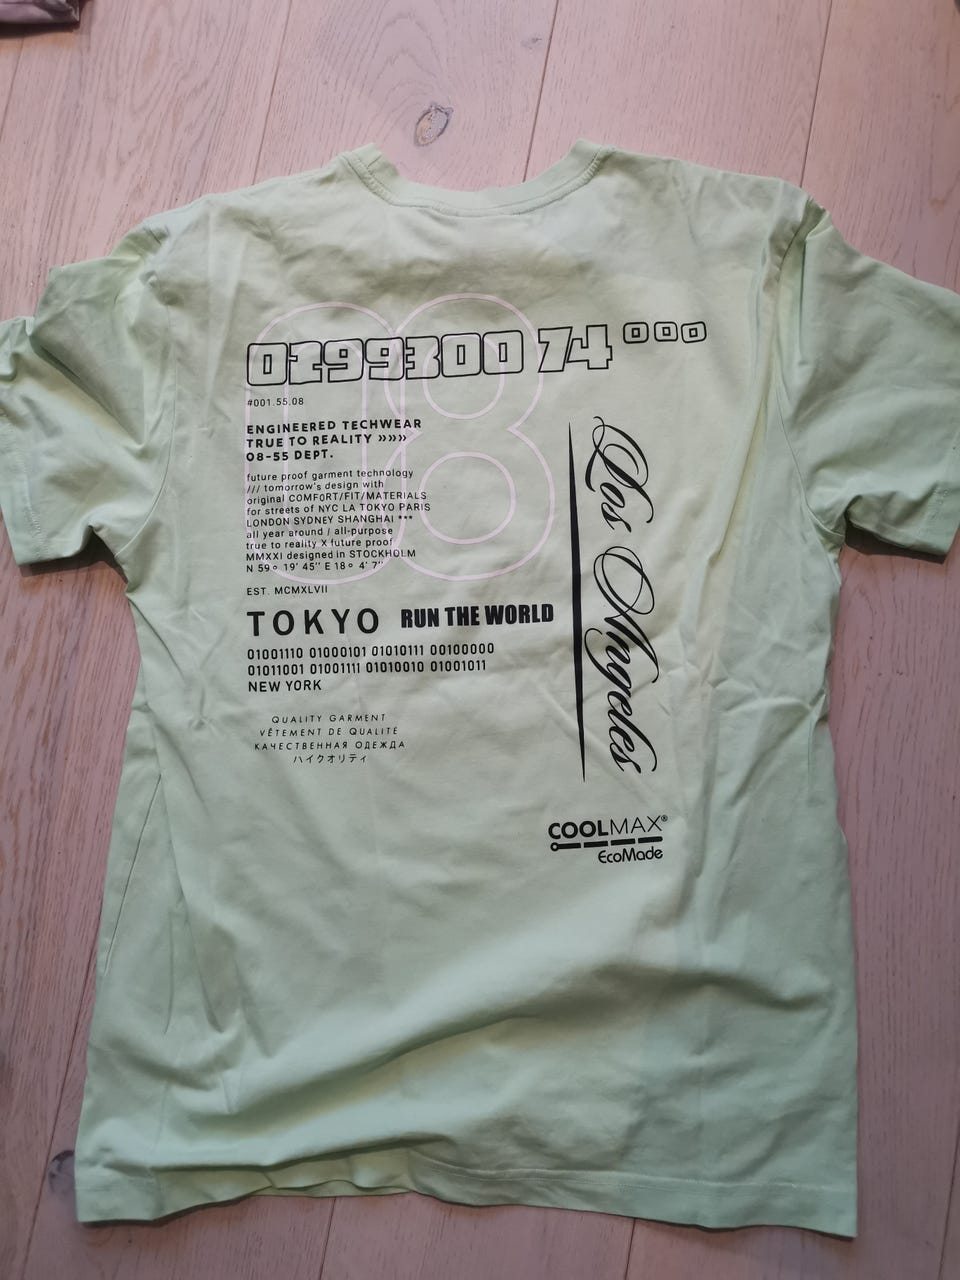 08
0299300 74 ººº
#001.55.08
ENGINEERED TECHWEAR
TRUE TO REALITY »»»
08-55 DEPT.
future proof garment technology
/// tomorrow's design with
original COMFORT/FIT/MATERIALS
for streets of NYC LA TOKYO PARIS
LONDON SYDNEY SHANGHAI ***
all year around / all-purpose
true to reality X future proof
MMXXI designed in STOCKHOLM
N 59º 19' 45'' E 18º 4' 7''
EST. MCMXLVII
TOKYO RUN THE WORLD
01001110 01000101 01010111 00100000
01011001 01001111 01010010 01001011
NEW YORK
QUALITY GARMENT
VÊTEMENT DE QUALITÉ
КАЧЕСТВЕННАЯ ОДЕЖДА
ハイクオリティ
Los Angeles
COOLMAX®
EcoMade